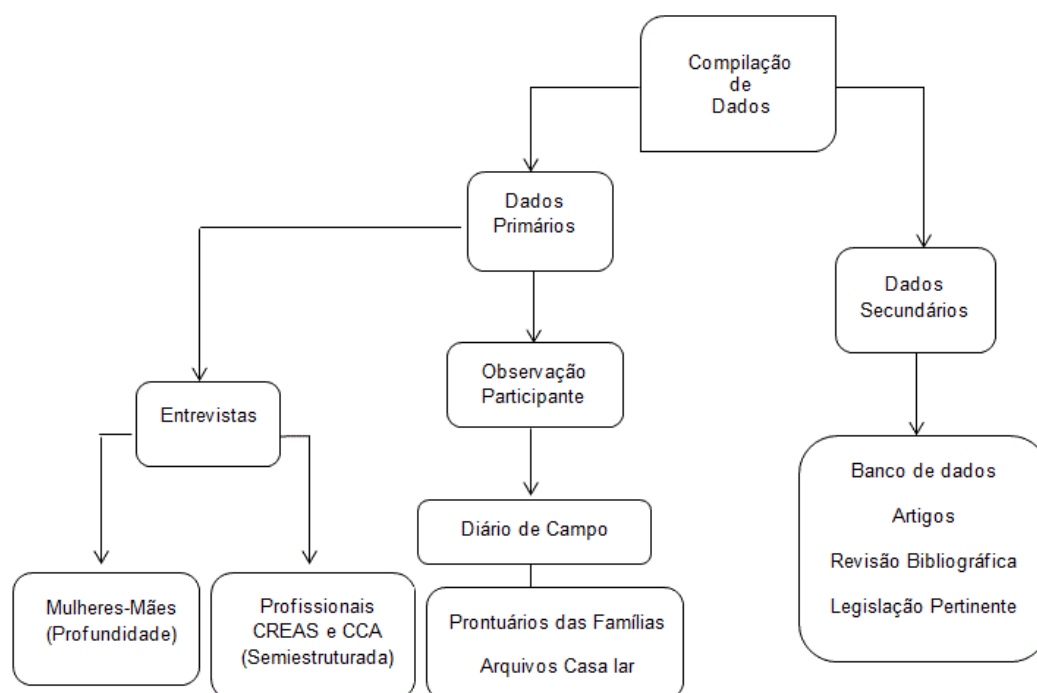 Compilação
de
Dados
Dados
Primários
Dados
Secundários
Observação
Participante
Entrevistas
Banco de dados
Artigos
Revisão Bibliográfica
Legislação Pertinente
Diário de Campo
Mulheres-Mães
(Profundidade)
Profissionais
CREAS e CCA
(Semiestruturada)
Prontuários das Famílias
Arquivos Casa lar